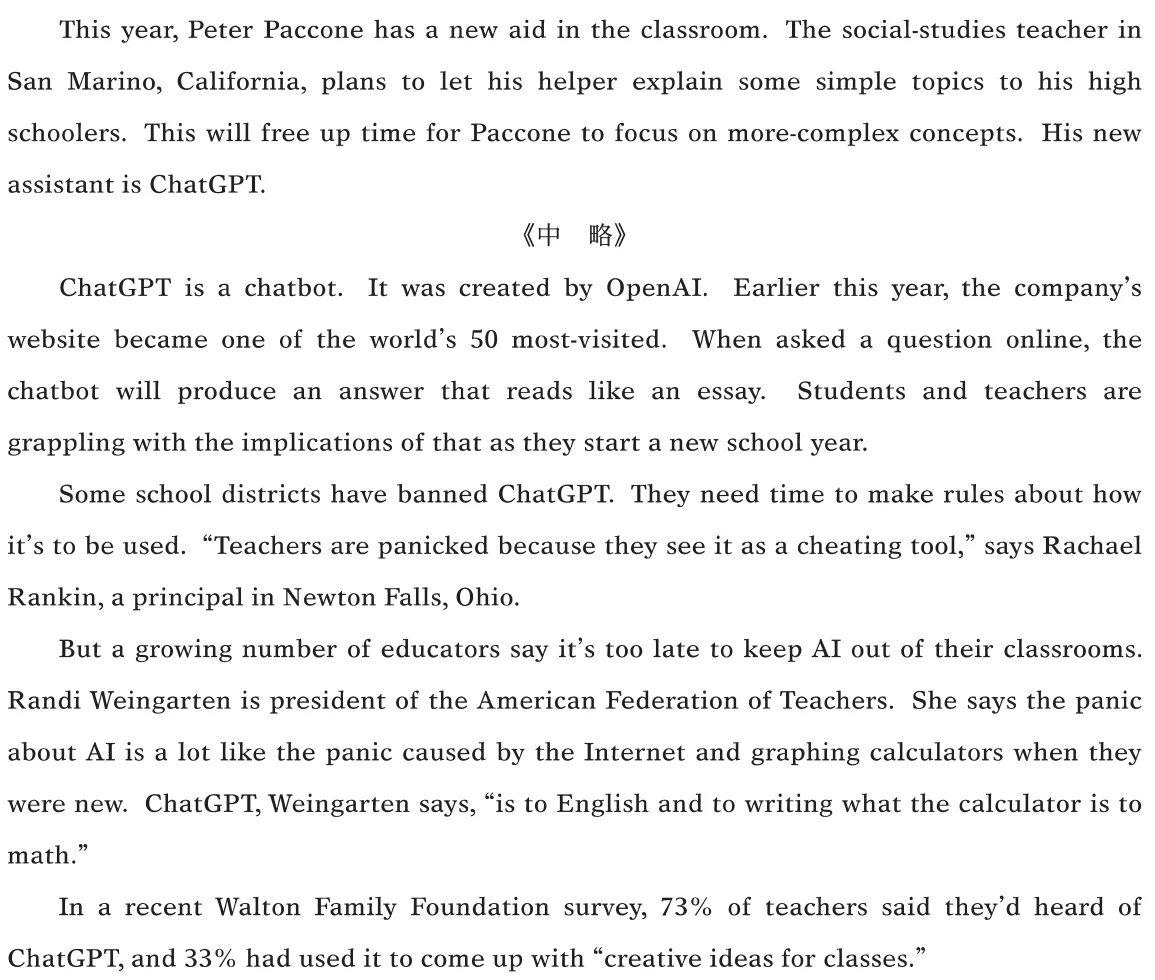 This year, Peter Paccone has a new aid in the classroom. The social-studies teacher in
San Marino, California, plans to let his helper explain some simple topics to his high
schoolers. This will free up time for Paccone to focus on more-complex concepts. His new
assistant is ChatGPT.
《中 略》
ChatGPT is a chatbot. It was created by OpenAI. Earlier this year, the company’s
website became one of the world’s 50 most-visited. When asked a question online, the
chatbot will produce an answer that reads like an essay. Students and teachers are
grappling with the implications of that as they start a new school year.
Some school districts have banned ChatGPT. They need time to make rules about how
it’s to be used. “Teachers are panicked because they see it as a cheating tool,” says Rachael
Rankin, a principal in Newton Falls, Ohio.
But a growing number of educators say it’s too late to keep AI out of their classrooms.
Randi Weingarten is president of the American Federation of Teachers. She says the panic
about AI is a lot like the panic caused by the Internet and graphing calculators when they
were new. ChatGPT, Weingarten says, “is to English and to writing what the calculator is to
math.”
In a recent Walton Family Foundation survey, 73% of teachers said they’d heard of
ChatGPT, and 33% had used it to come up with “creative ideas for classes.”